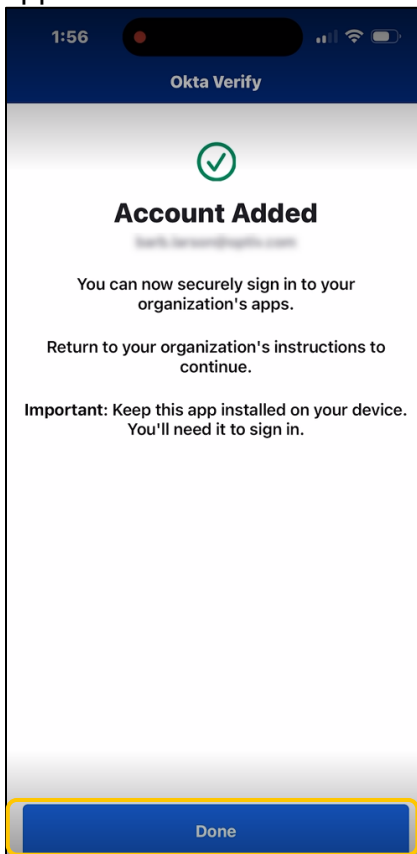 1:56
Okta Verify
Account Added
You can now securely sign in to your
organization's apps.
Return to your organization's instructions to
continue.
Important: Keep this app installed on your device.
You'll need it to sign in.
Done